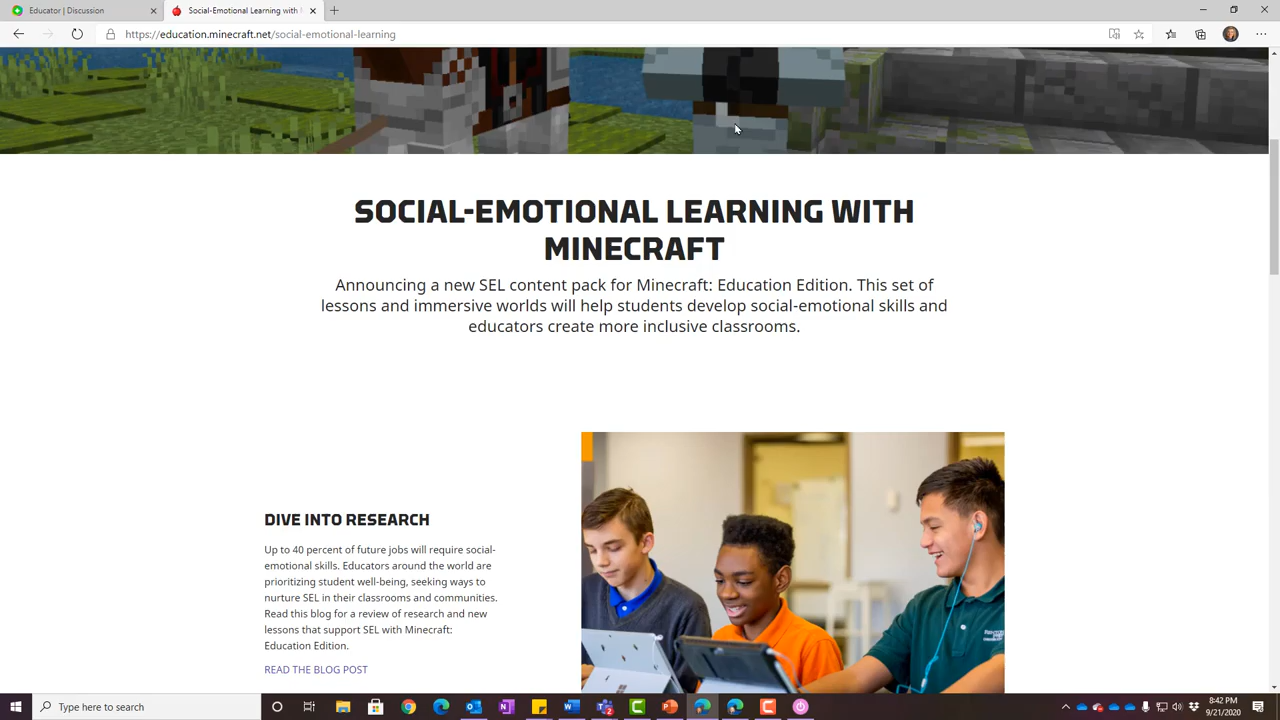 Educator | Discussion
Social-Emotional Learning with
https://education.minecraft.net/social-emotional-learning
SOCIAL-EMOTIONAL LEARNING WITH
MINECRAFT
Announcing a new SEL content pack for Minecraft: Education Edition. This set of
lessons and immersive worlds will help students develop social-emotional skills and
educators create more inclusive classrooms.
DIVE INTO RESEARCH
Up to 40 percent of future jobs will require social-
emotional skills. Educators around the world are
prioritizing student well-being, seeking ways to
nurture SEL in their classrooms and communities.
Read this blog for a review of research and new
lessons that support SEL with Minecraft:
Education Edition.
READ THE BLOG POST
Type here to search
8:42 PM
9/21/2020